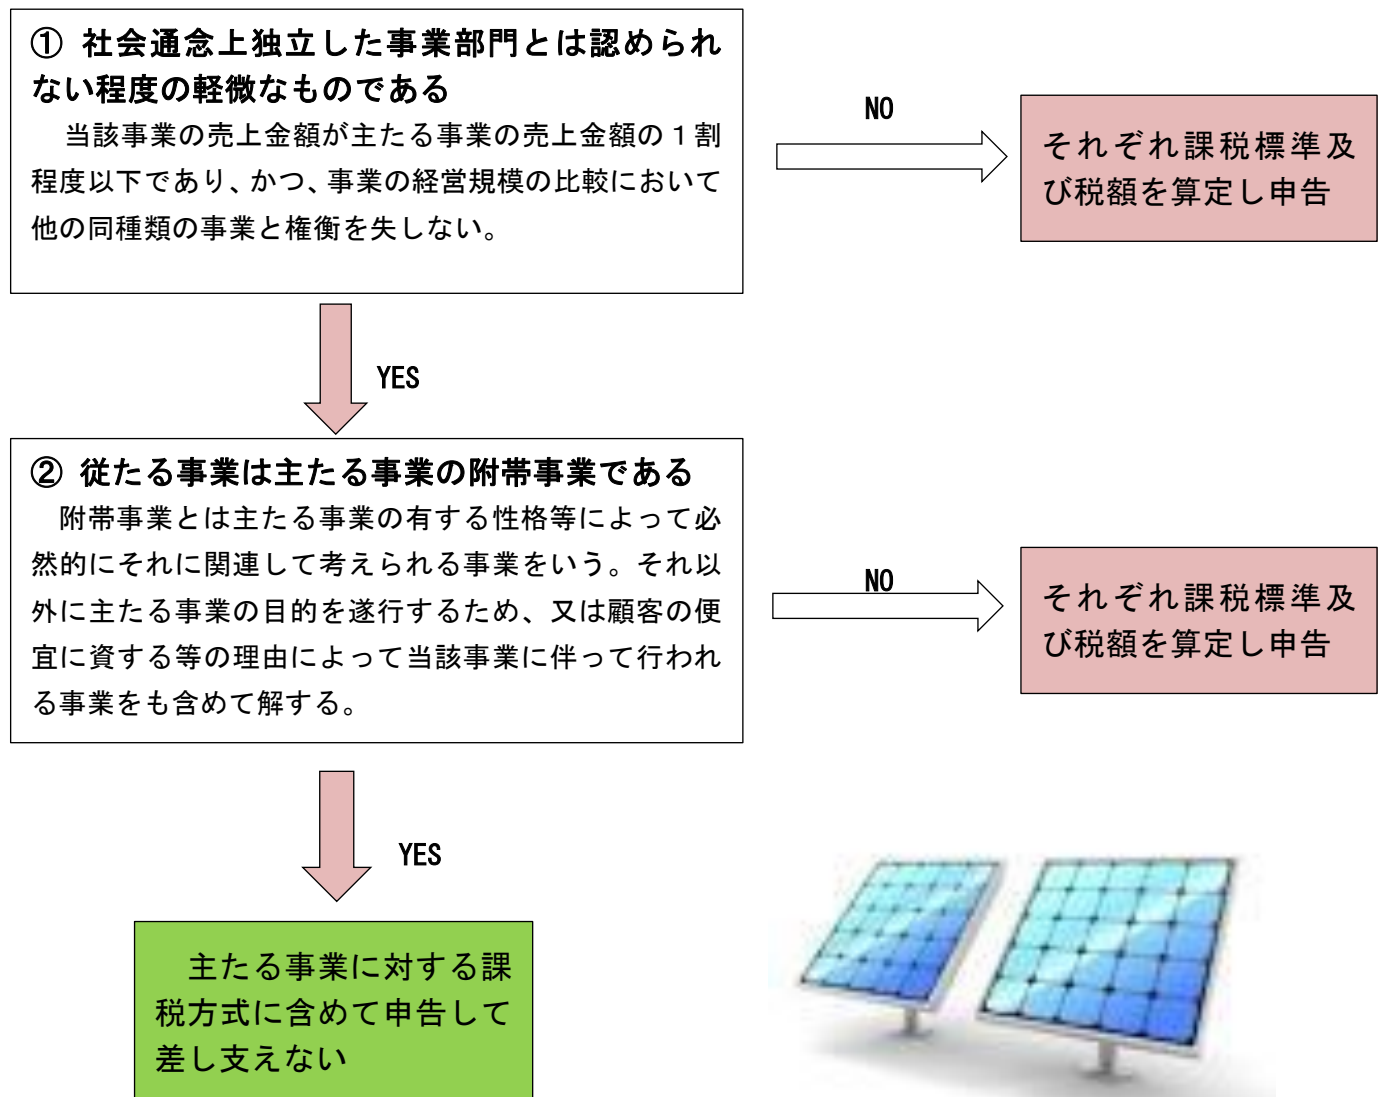 ① 社会通念上独立した事業部門とは認められ
ない程度の軽微なものである
当該事業の売上金額が主たる事業の売上金額の１割
程度以下であり、かつ、事業の経営規模の比較において
他の同種類の事業と権衡を失しない。
NO
それぞれ課税標準及
び税額を算定し申告
YES
② 従たる事業は主たる事業の附帯事業である
附帯事業とは主たる事業の有する性格等によって必
然的にそれに関連して考えられる事業をいう。それ以
外に主たる事業の目的を遂行するため、又は顧客の便
宜に資する等の理由によって当該事業に伴って行われ
る事業をも含めて解する。
NO
それぞれ課税標準及
び税額を算定し申告
YES
主たる事業に対する課
税方式に含めて申告して
差し支えない